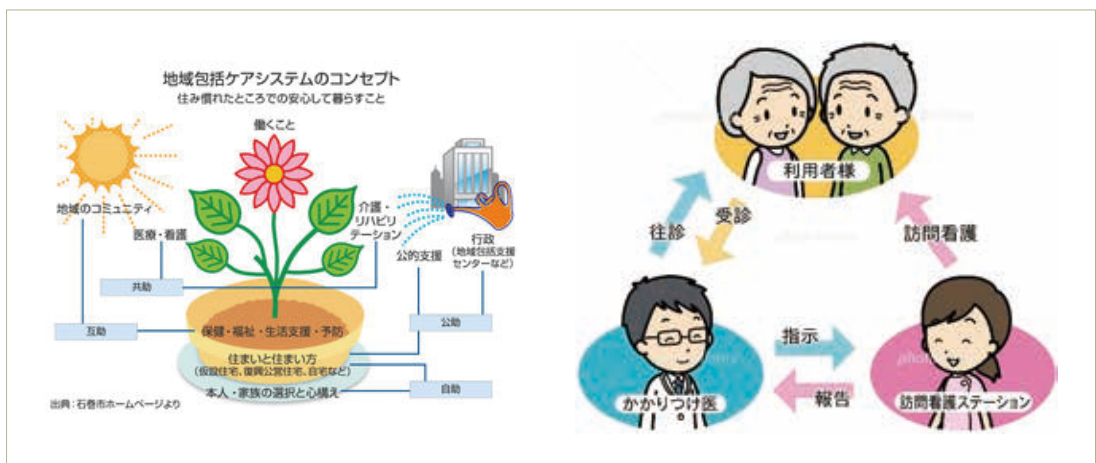 地域包括ケアシステムのコンセプト
住み慣れたところでの安心して暮らすこと
働くこと
地域のコミュニティ
医療・看護
介護・
リハビリ
テーション
公的支援
行政
(地域包括支援
センターなど)
共助
互助
公助
自助
保健・福祉・生活支援・予防
住まいと住まい方
(仮設住宅、復興公営住宅、自宅など)
本人・家族の選択と心構え
出典：石巻市ホームページより
利用者様
往診
受診
訪問看護
指示
報告
かかりつけ医
訪問看護ステーション